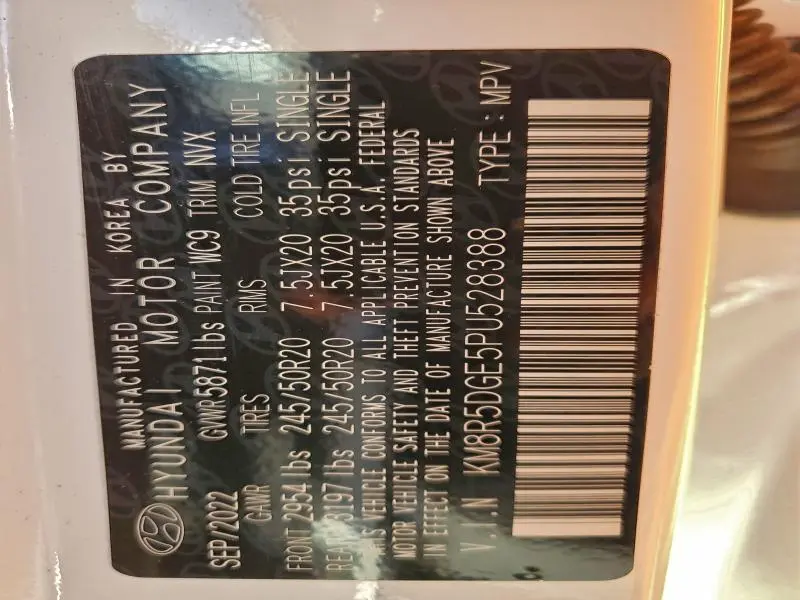 MANUFACTURED IN KOREA BY
HYUNDAI MOTOR COMPANY
SEP/2022 GVWR5871lbs PAINT WC9 TRIM NVX
GAWR TIRES RMS COLD TIRE INFL
FRONT 2954 lbs 245/50R20 7.5JX20 35psi SINGLE
REAR 3197 lbs 245/50R20 7.5JX20 35psi SINGLE
THIS VEHICLE CONFORMS TO ALL APPLICABLE U.S.A. FEDERAL
MOTOR VEHICLE SAFETY AND THEFT PREVENTION STANDARDS
IN EFFECT ON THE DATE OF MANUFACTURE SHOWN ABOVE
V.I.N KM8R5DGE5PU528388 TYPE : MPV